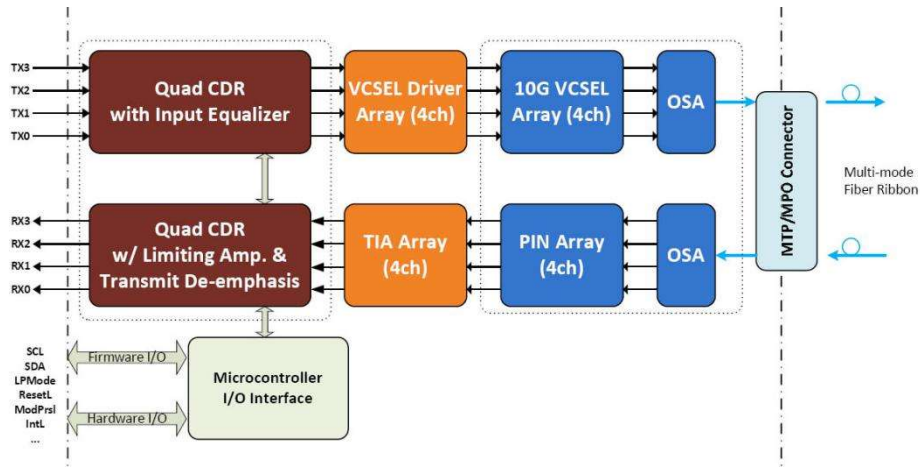 TX3
TX2
TX1
TX0
Quad CDR
with Input Equalizer
VCSEL Driver
Array (4ch)
10G VCSEL
Array (4ch)
OSA
MTP/MPO Connector
Multi-mode
Fiber Ribbon
RX3
RX2
RX1
RX0
Quad CDR
w/ Limiting Amp. &
Transmit De-emphasis
TIA Array
(4ch)
PIN Array
(4ch)
OSA
SCL
SDA
LPMode
ResetL
ModPrsl
IntL
...
Firmware I/O
Hardware I/O
Microcontroller
I/O Interface